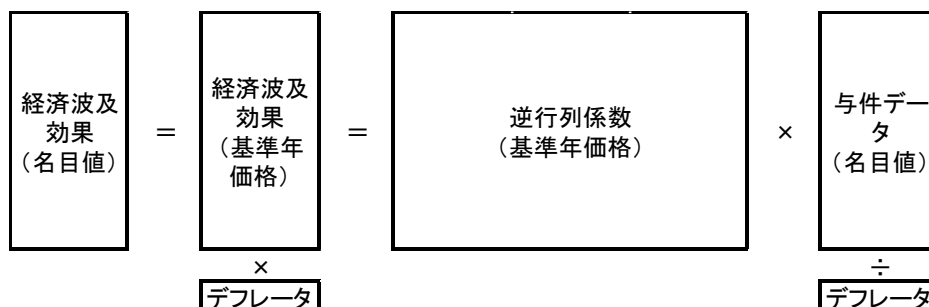 経済波及
効果
（名目値）
＝
経済波及
効果
（基準年
価格）
＝
逆行列係数
（基準年価格）
×
与件デー
タ
（名目値）
×
デフレータ
÷
デフレータ